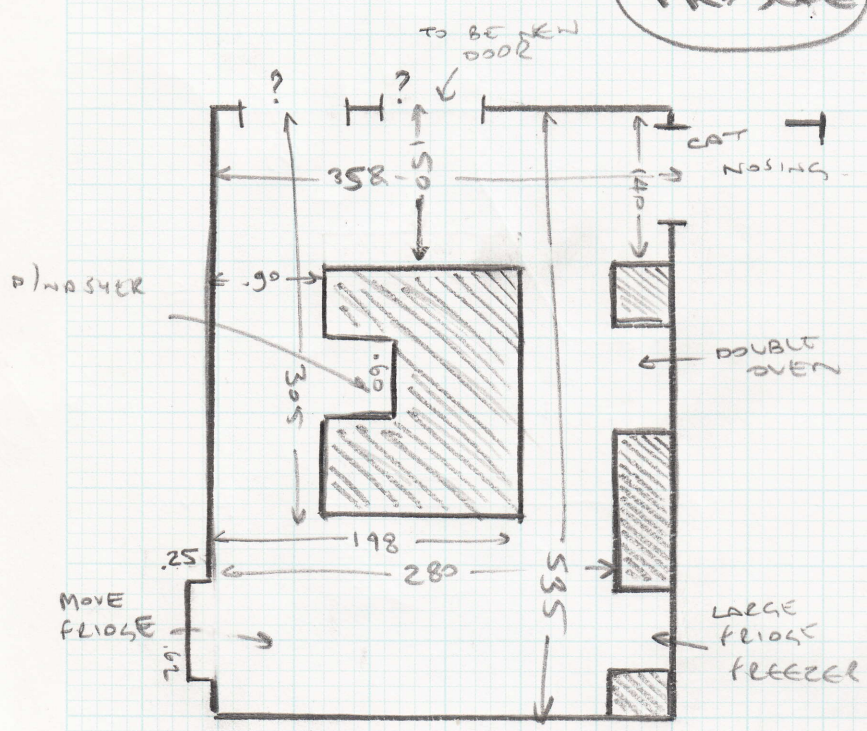 TO BE NEW
DOOR
?
?
150
358
140
CAT
NOSING
.90
D/WASHER
.60
305
DOUBLE
OVEN
198
.25
280
535
MOVE
FRIDGE
.62
LARGE
FRIDGE
FREEZER